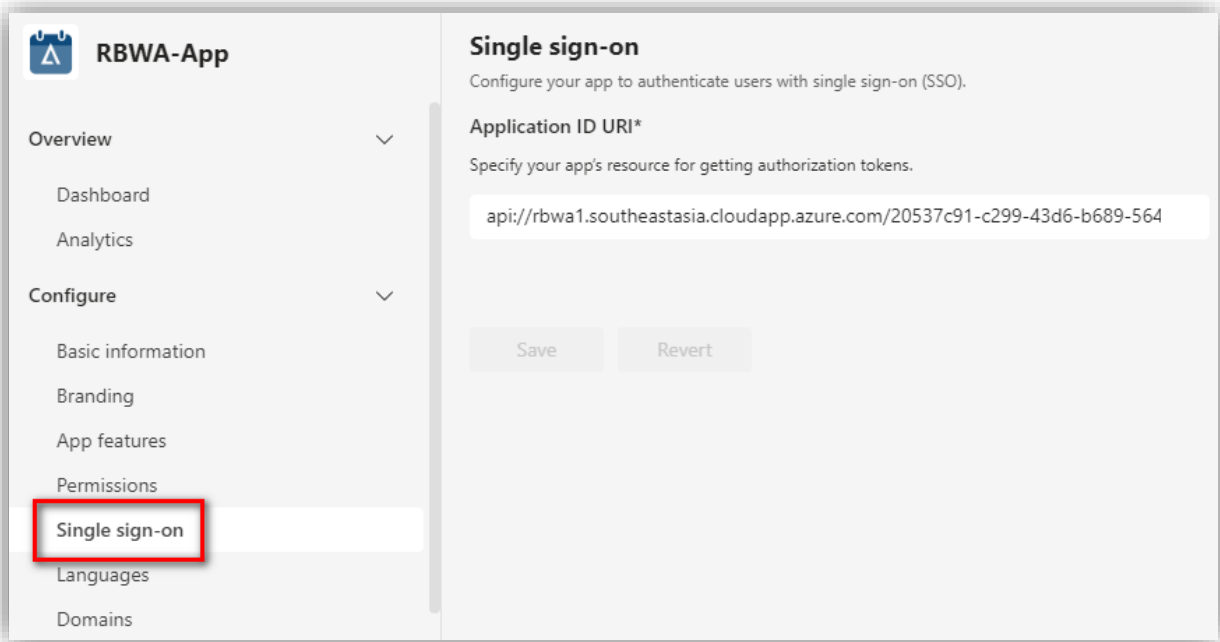 RBWA-App
Overview
Dashboard
Analytics
Configure
Basic information
Branding
App features
Permissions
Single sign-on
Languages
Domains
Single sign-on
Configure your app to authenticate users with single sign-on (SSO).
Application ID URI*
Specify your app's resource for getting authorization tokens.
api://rbwa1.southeastasia.cloudapp.azure.com/20537c91-c299-43d6-b689-564
Save
Revert